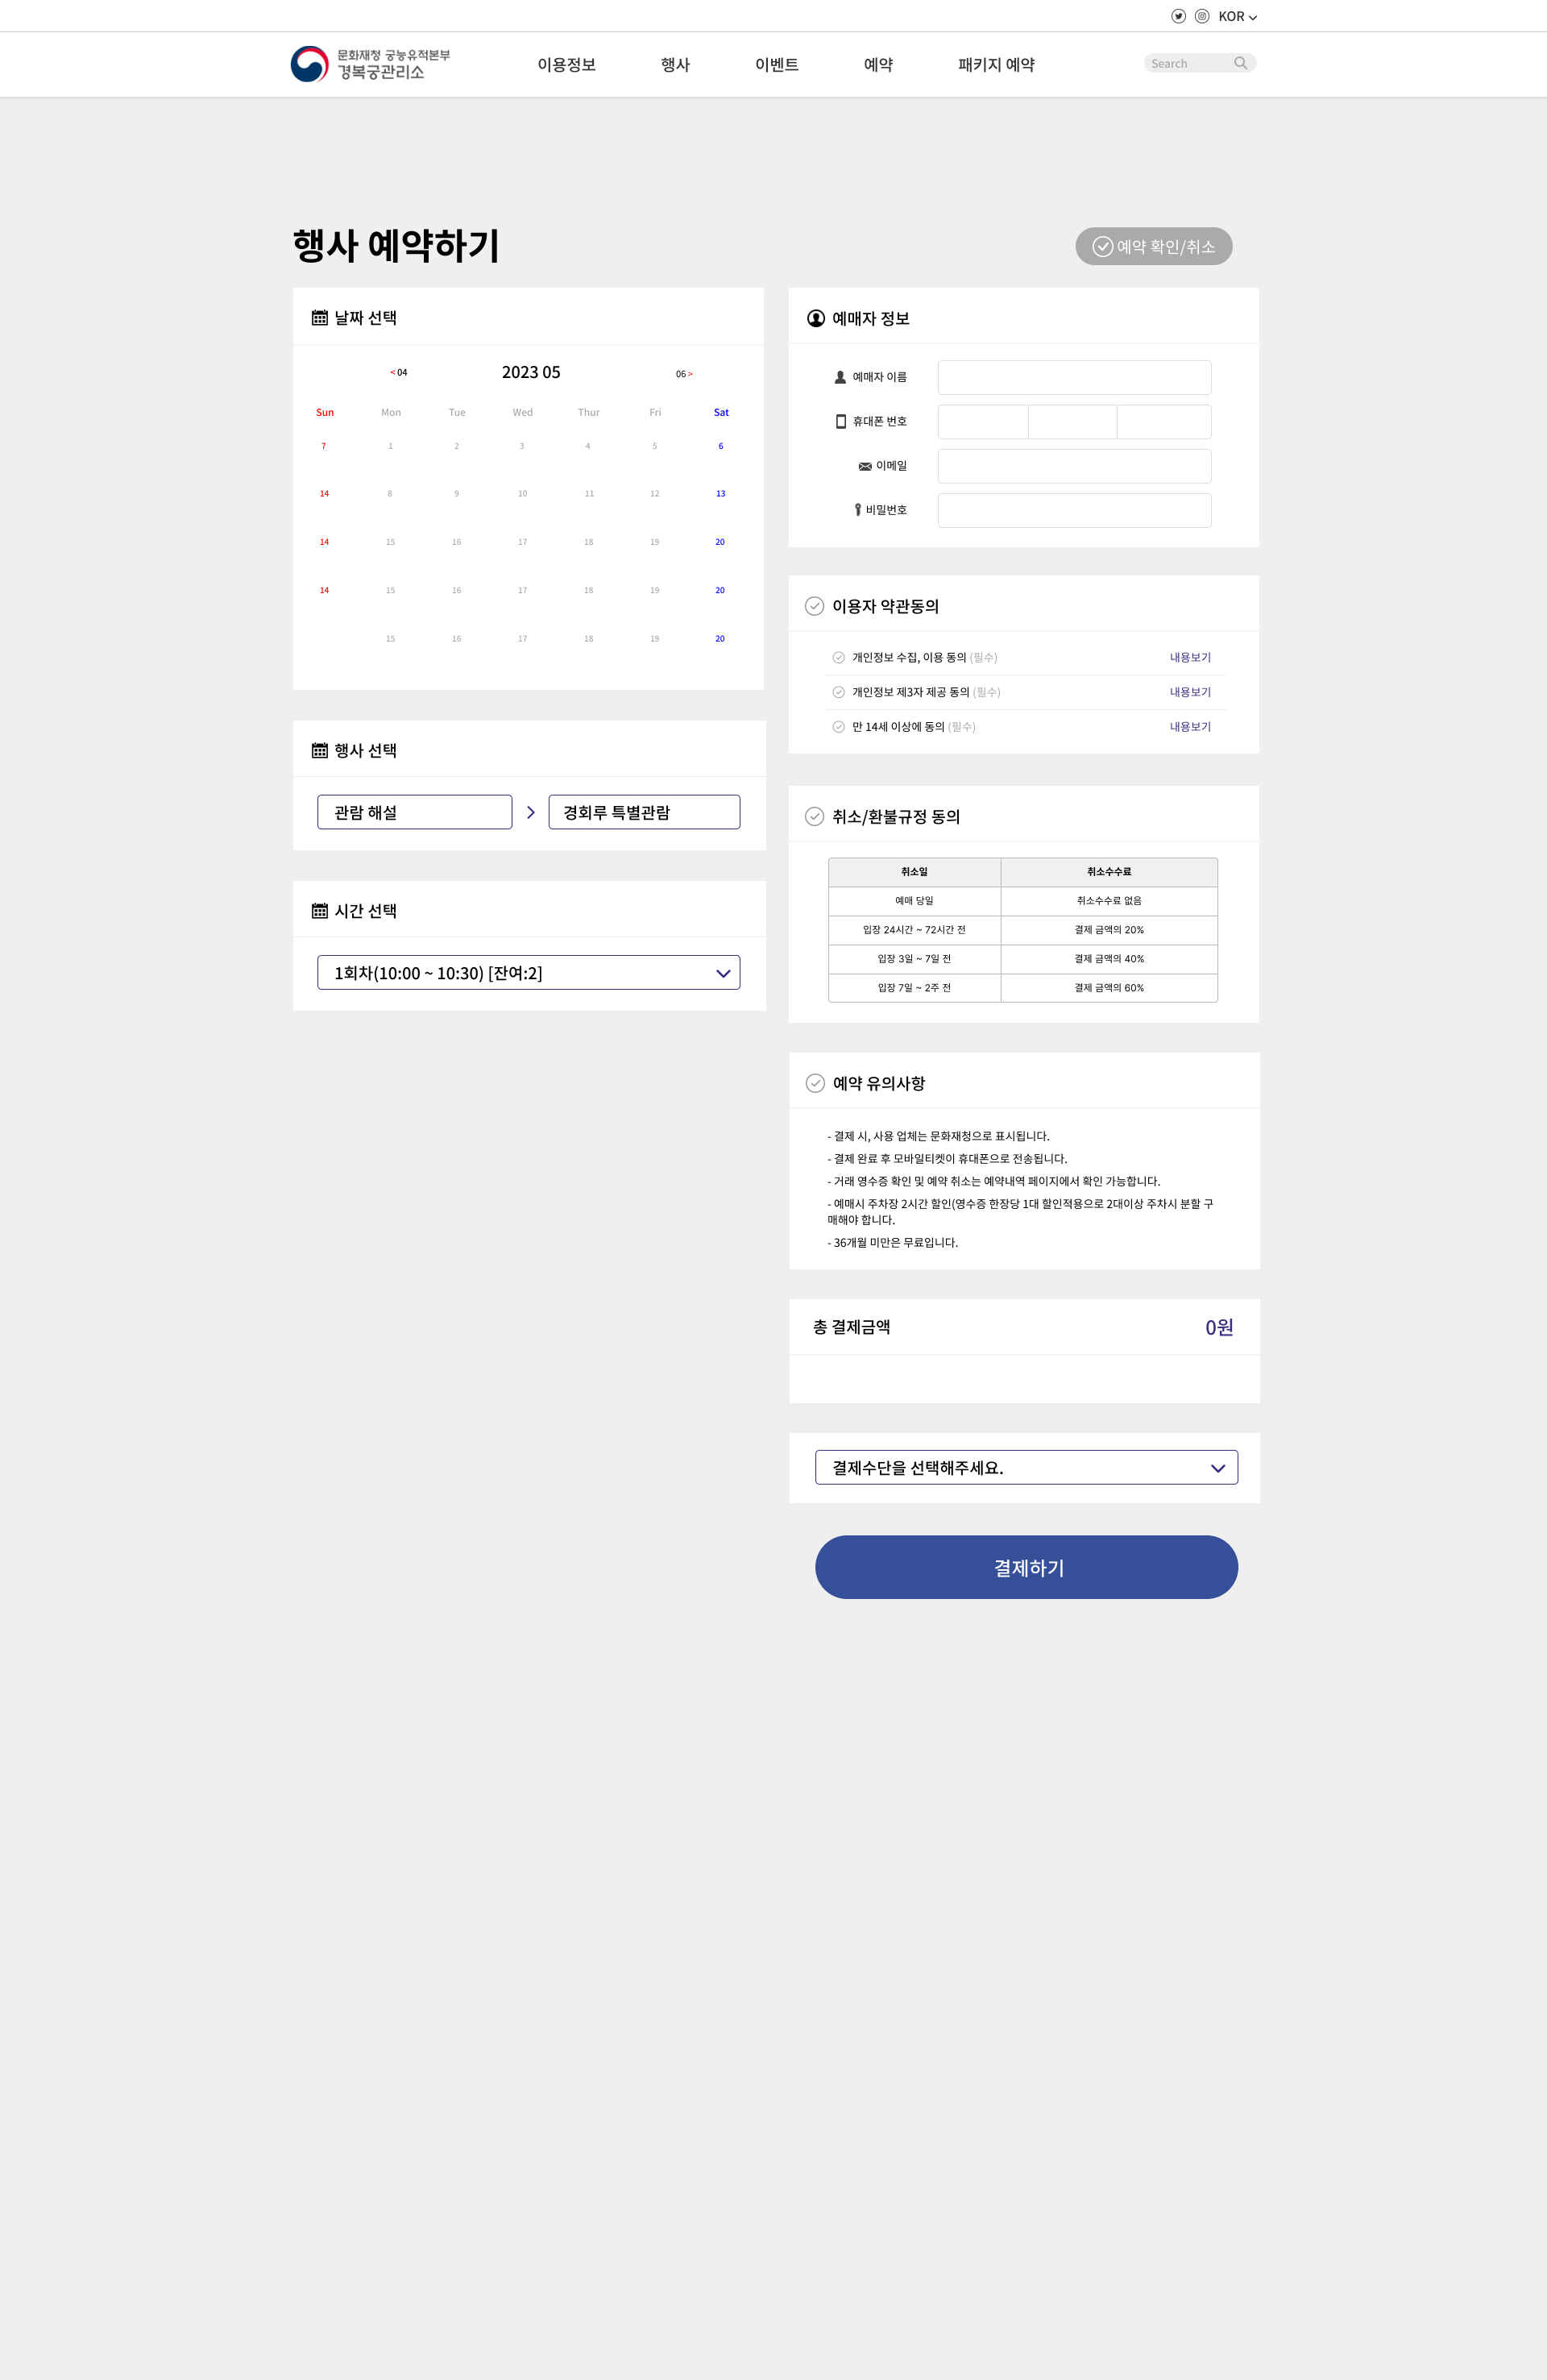 KOR
문화재청 궁능유적본부
경복궁관리소
이용정보 행사 이벤트 예약 패키지 예약
Search
행사 예약하기
예약 확인/취소
날짜 선택
< 04 2023 05 06 >
Sun Mon Tue Wed Thur Fri Sat
7 1 2 3 4 5 6
14 8 9 10 11 12 13
14 15 16 17 18 19 20
14 15 16 17 18 19 20
15 16 17 18 19 20
행사 선택
관람 해설 > 경회루 특별관람
시간 선택
1회차(10:00 ~ 10:30) [잔여:2]
예매자 정보
예매자 이름
휴대폰 번호
이메일
비밀번호
이용자 약관동의
개인정보 수집, 이용 동의 (필수) 내용보기
개인정보 제3자 제공 동의 (필수) 내용보기
만 14세 이상에 동의 (필수) 내용보기
취소/환불규정 동의
취소일 취소수수료
예매 당일 취소수수료 없음
입장 24시간 ~ 72시간 전 결제 금액의 20%
입장 3일 ~ 7일 전 결제 금액의 40%
입장 7일 ~ 2주 전 결제 금액의 60%
예약 유의사항
- 결제 시, 사용 업체는 문화재청으로 표시됩니다.
- 결제 완료 후 모바일티켓이 휴대폰으로 전송됩니다.
- 거래 영수증 확인 및 예약 취소는 예약내역 페이지에서 확인 가능합니다.
- 예매시 주차장 2시간 할인(영수증 한장당 1대 할인적용으로 2대이상 주차시 분할 구
매해야 합니다.
- 36개월 미만은 무료입니다.
총 결제금액 0원
결제수단을 선택해주세요.
결제하기